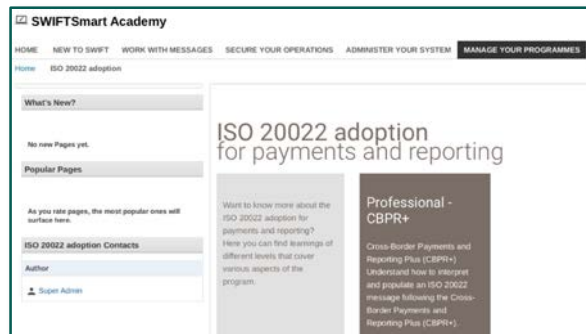 SWIFTSmart Academy
HOME NEW TO SWIFT WORK WITH MESSAGES SECURE YOUR OPERATIONS ADMINISTER YOUR SYSTEM MANAGE YOUR PROGRAMMES
Home ISO 20022 adoption
What's New?
No new Pages yet.
Popular Pages
As you rate pages, the most popular ones will
surface here.
ISO 20022 adoption Contacts
Author
Super Admin
ISO 20022 adoption
for payments and reporting
Want to know more about the
ISO 20022 adoption for
payments and reporting?
Here you can find learnings of
different levels that cover
various aspects of the
program.
Professional -
CBPR+
Cross-Border Payments and
Reporting Plus (CBPR+)
Understand how to interpret
and populate an ISO 20022
message following the Cross-
Border Payments and
Reporting Plus (CBPR+).